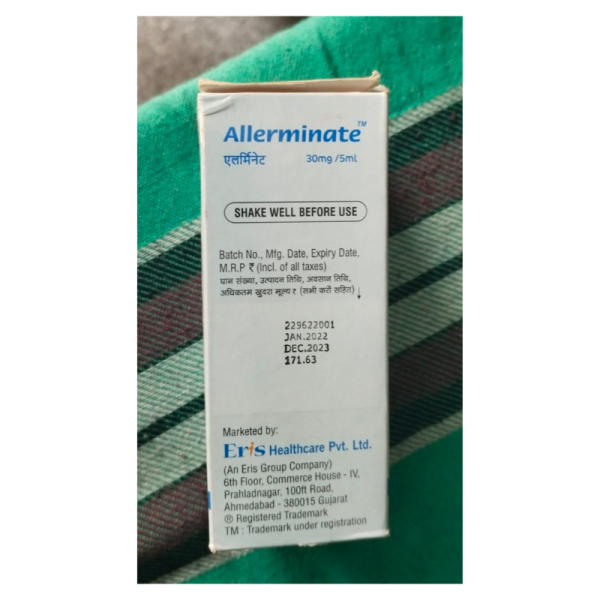 Allerminate™
एलर्मिनेट 30mg /5ml
SHAKE WELL BEFORE USE
Batch No., Mfg. Date, Expiry Date,
M.R.P ₹ (Incl. of all taxes)
घान संख्या, उत्पादन तिथि, अवसान तिथि,
अधिकतम खुदरा मूल्य र (सभी करों सहित) ↓
229622001
JAN.2022
DEC.2023
171.63
Marketed by:
Eris Healthcare Pvt. Ltd.
(An Eris Group Company)
6th Floor, Commerce House - IV,
Prahladnagar, 100ft Road,
Ahmedabad - 380015 Gujarat
® Registered Trademark
TM : Trademark under registration